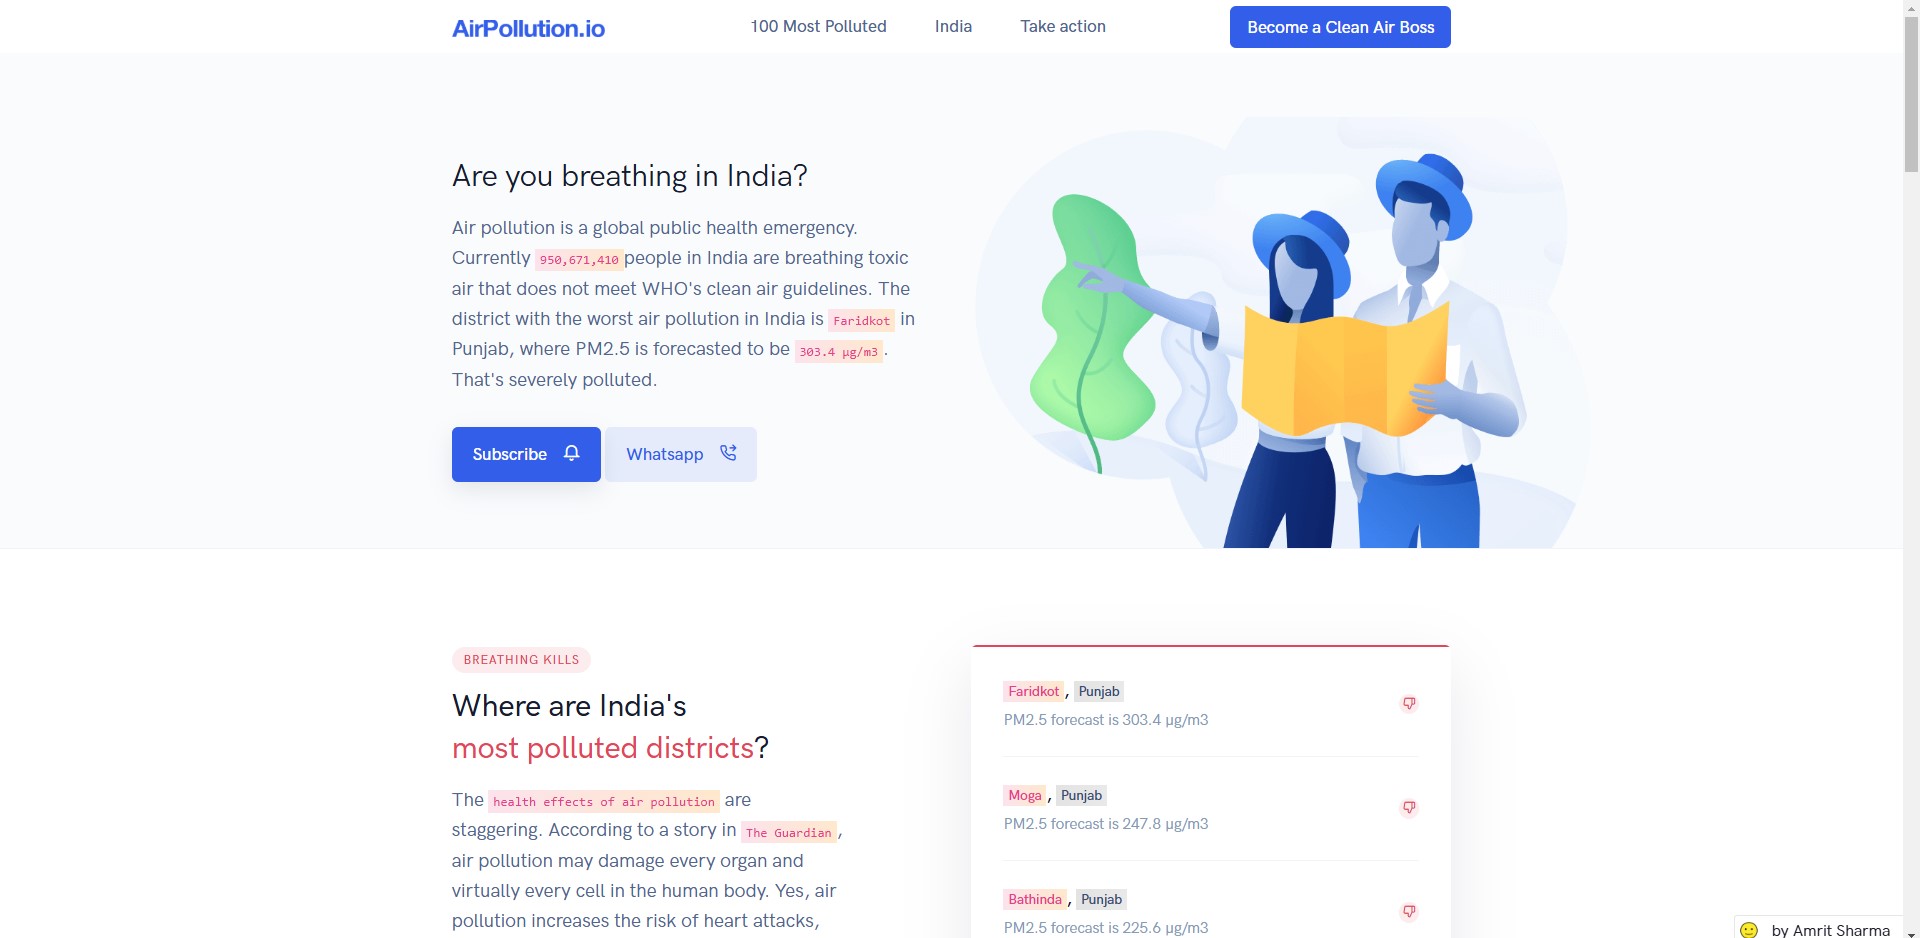 AirPollution.io
100 Most Polluted
India
Take action
Become a Clean Air Boss
Are you breathing in India?
Air pollution is a global public health emergency.
Currently 950,671,410 people in India are breathing toxic
air that does not meet WHO's clean air guidelines. The
district with the worst air pollution in India is Faridkot in
Punjab, where PM2.5 is forecasted to be 303.4 µg/m3 .
That's severely polluted.
Subscribe
Whatsapp
BREATHING KILLS
Where are India's
most polluted districts?
The health effects of air pollution are
staggering. According to a story in The Guardian ,
air pollution may damage every organ and
virtually every cell in the human body. Yes, air
pollution increases the risk of heart attacks,
Faridkot , Punjab
PM2.5 forecast is 303.4 µg/m3
Moga , Punjab
PM2.5 forecast is 247.8 µg/m3
Bathinda , Punjab
PM2.5 forecast is 225.6 µg/m3
by Amrit Sharma